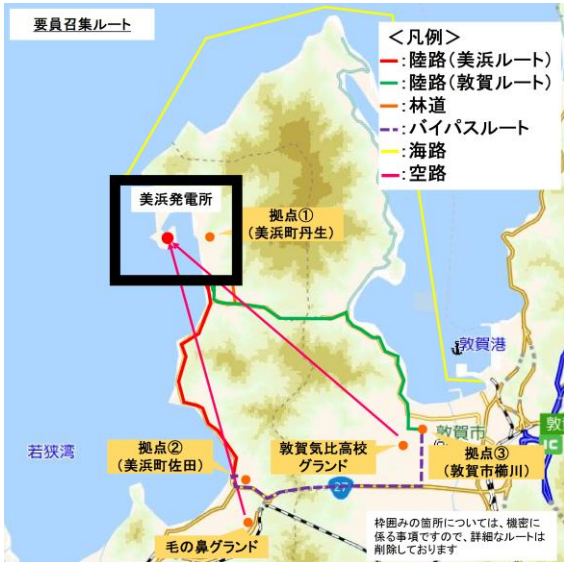 要員召集ルート
<凡例>
:陸路(美浜ルート)
:陸路(敦賀ルート)
:林道
:バイパスルート
:海路
:空路
美浜発電所
拠点①
(美浜町丹生)
敦賀港
若狭湾
拠点②
(美浜町佐田)
敦賀気比高校
グランド
敦賀市
拠点③
(敦賀市櫛川)
IC
27
毛の鼻グランド
枠囲みの箇所については、機密に
係る事項ですので、詳細なルートは
削除しております